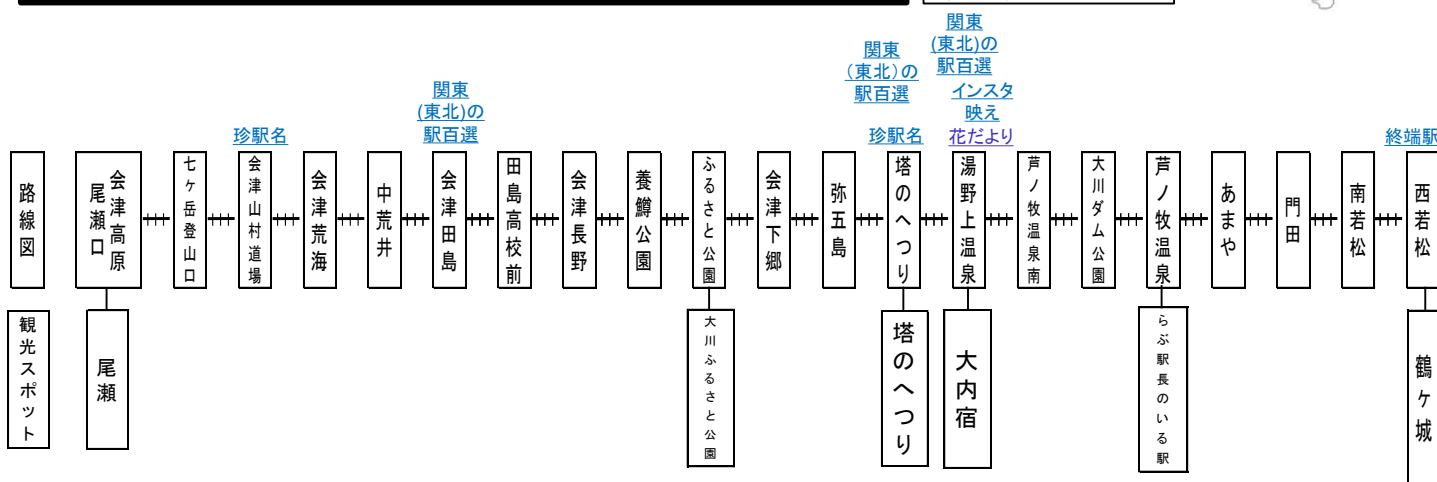 関東
(東北)の
駅百選
関東
（東北）の
駅百選
関東
(東北)の
駅百選
インスタ
映え
珍駅名
珍駅名
花だより
終端駅
路線図
会津高原
尾瀬口
七ケ岳登山口
会津山村道場
会津荒海
中荒井
会津田島
田島高校前
会津長野
養鱒公園
ふるさと公園
会津下郷
弥五島
塔のへつり
湯野上温泉
芦ノ牧温泉南
大川ダム公園
芦ノ牧温泉
あまや
門田
南若松
西若松
観光スポット
尾瀬
大川ふるさと公園
塔のへつり
大内宿
らぶ駅長のいる駅
鶴ケ城